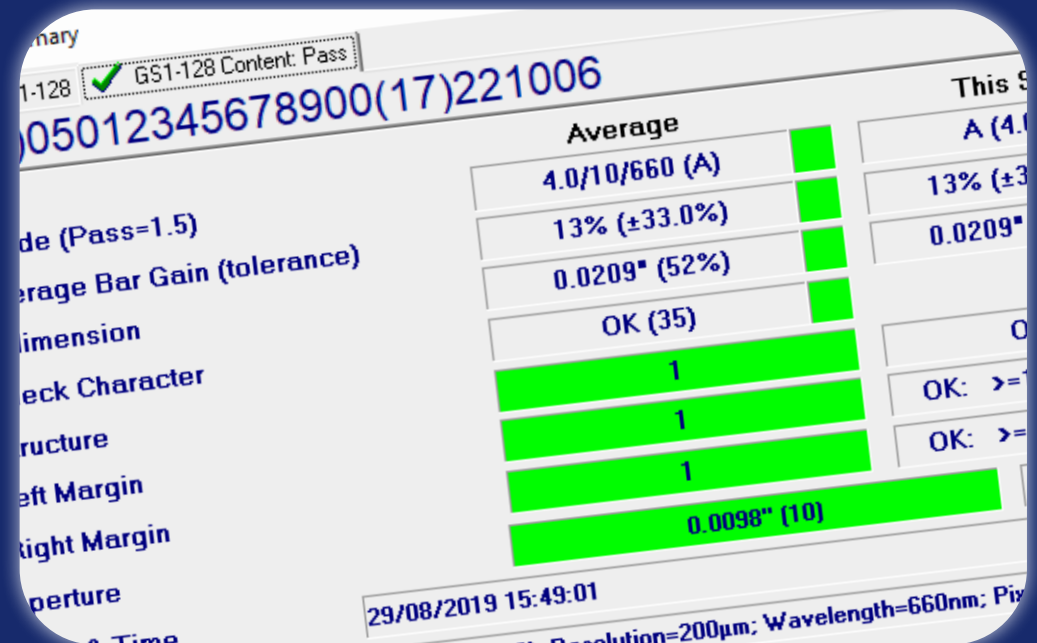 mary
1-128 GS1-128 Content: Pass
)05012345678900(17)221006
Average This S
de (Pass=1.5) 4.0/10/660 (A) A (4.0
erage Bar Gain (tolerance) 13% (±33.0%) 13% (±3
imension 0.0209" (52%) 0.0209"
eck Character OK (35)
ructure 1 O
eft Margin 1 OK: >=1
ight Margin 1 OK: >=
perture 0.0098" (10)
& Time 29/08/2019 15:49:01
Resolution=200µm; Wavelength=660nm; Pix